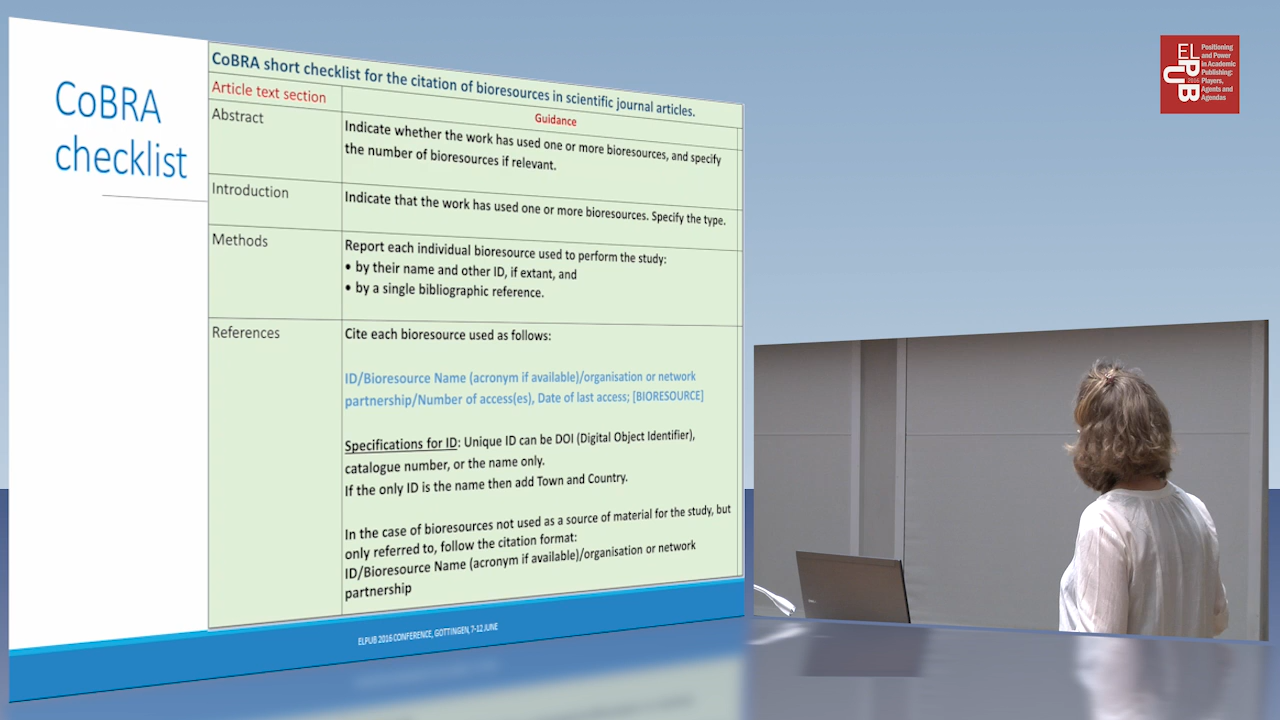 CoBRA
checklist
CoBRA short checklist for the citation of bioresources in scientific journal articles.
Article text section
Guidance
Abstract
Indicate whether the work has used one or more bioresources, and specify
the number of bioresources if relevant.
Introduction
Indicate that the work has used one or more bioresources. Specify the type.
Methods
Report each individual bioresource used to perform the study:
• by their name and other ID, if extant, and
• by a single bibliographic reference.
References
Cite each bioresource used as follows:
ID/Bioresource Name (acronym if available)/organisation or network
partnership/Number of access(es), Date of last access; [BIORESOURCE]
Specifications for ID: Unique ID can be DOI (Digital Object Identifier),
catalogue number, or the name only.
If the only ID is the name then add Town and Country.
In the case of bioresources not used as a source of material for the study, but
only referred to, follow the citation format:
ID/Bioresource Name (acronym if available)/organisation or network
partnership
ELPUB 2016 CONFERENCE, GÖTTINGEN, 7-12 JUNE
ELPUB
2016
Positioning
and Power
in Academic
Publishing:
Players,
Agents and
Agendas